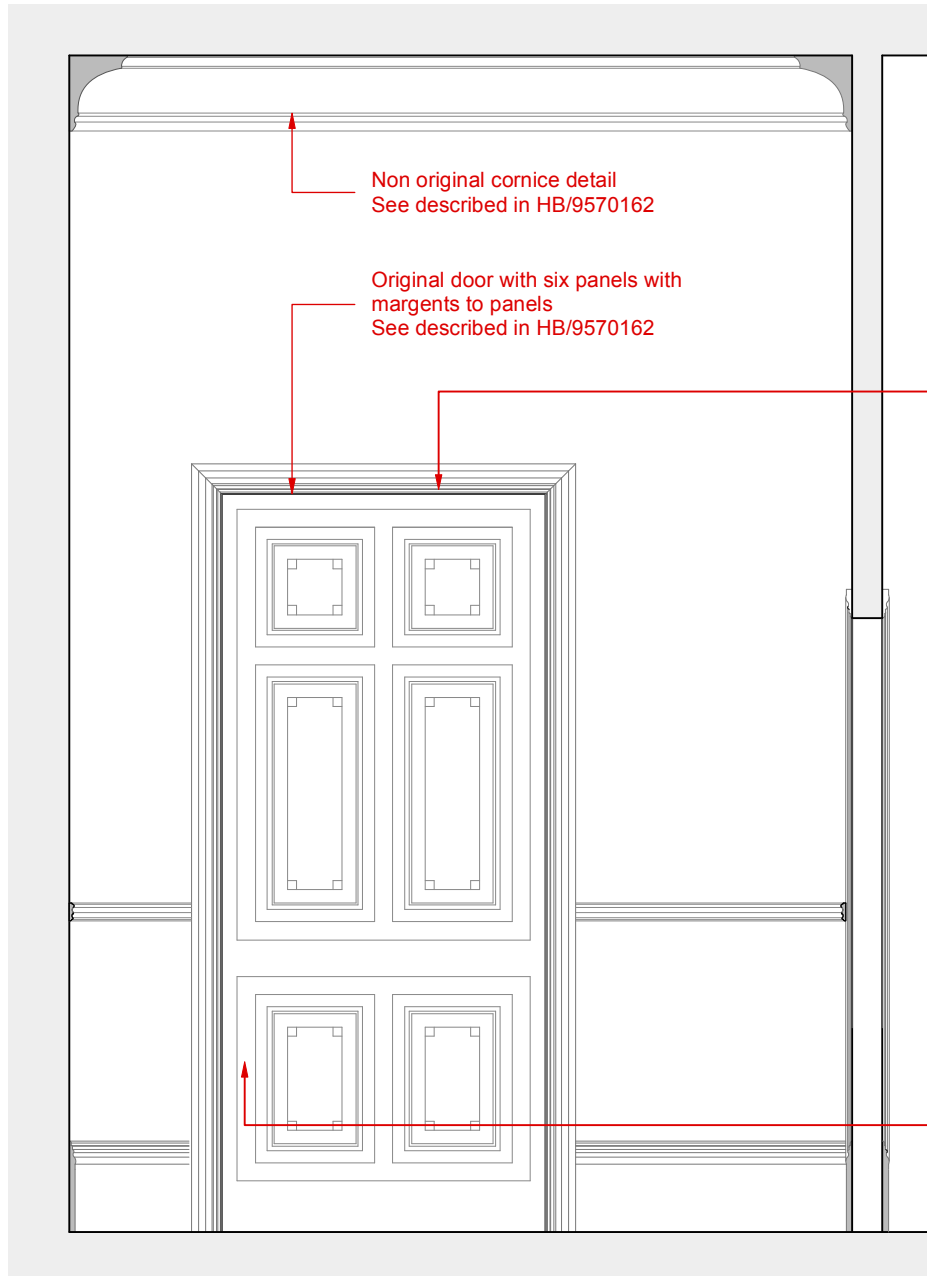 Non original cornice detail
See described in HB/9570162
Original door with six panels with
margents to panels
See described in HB/9570162